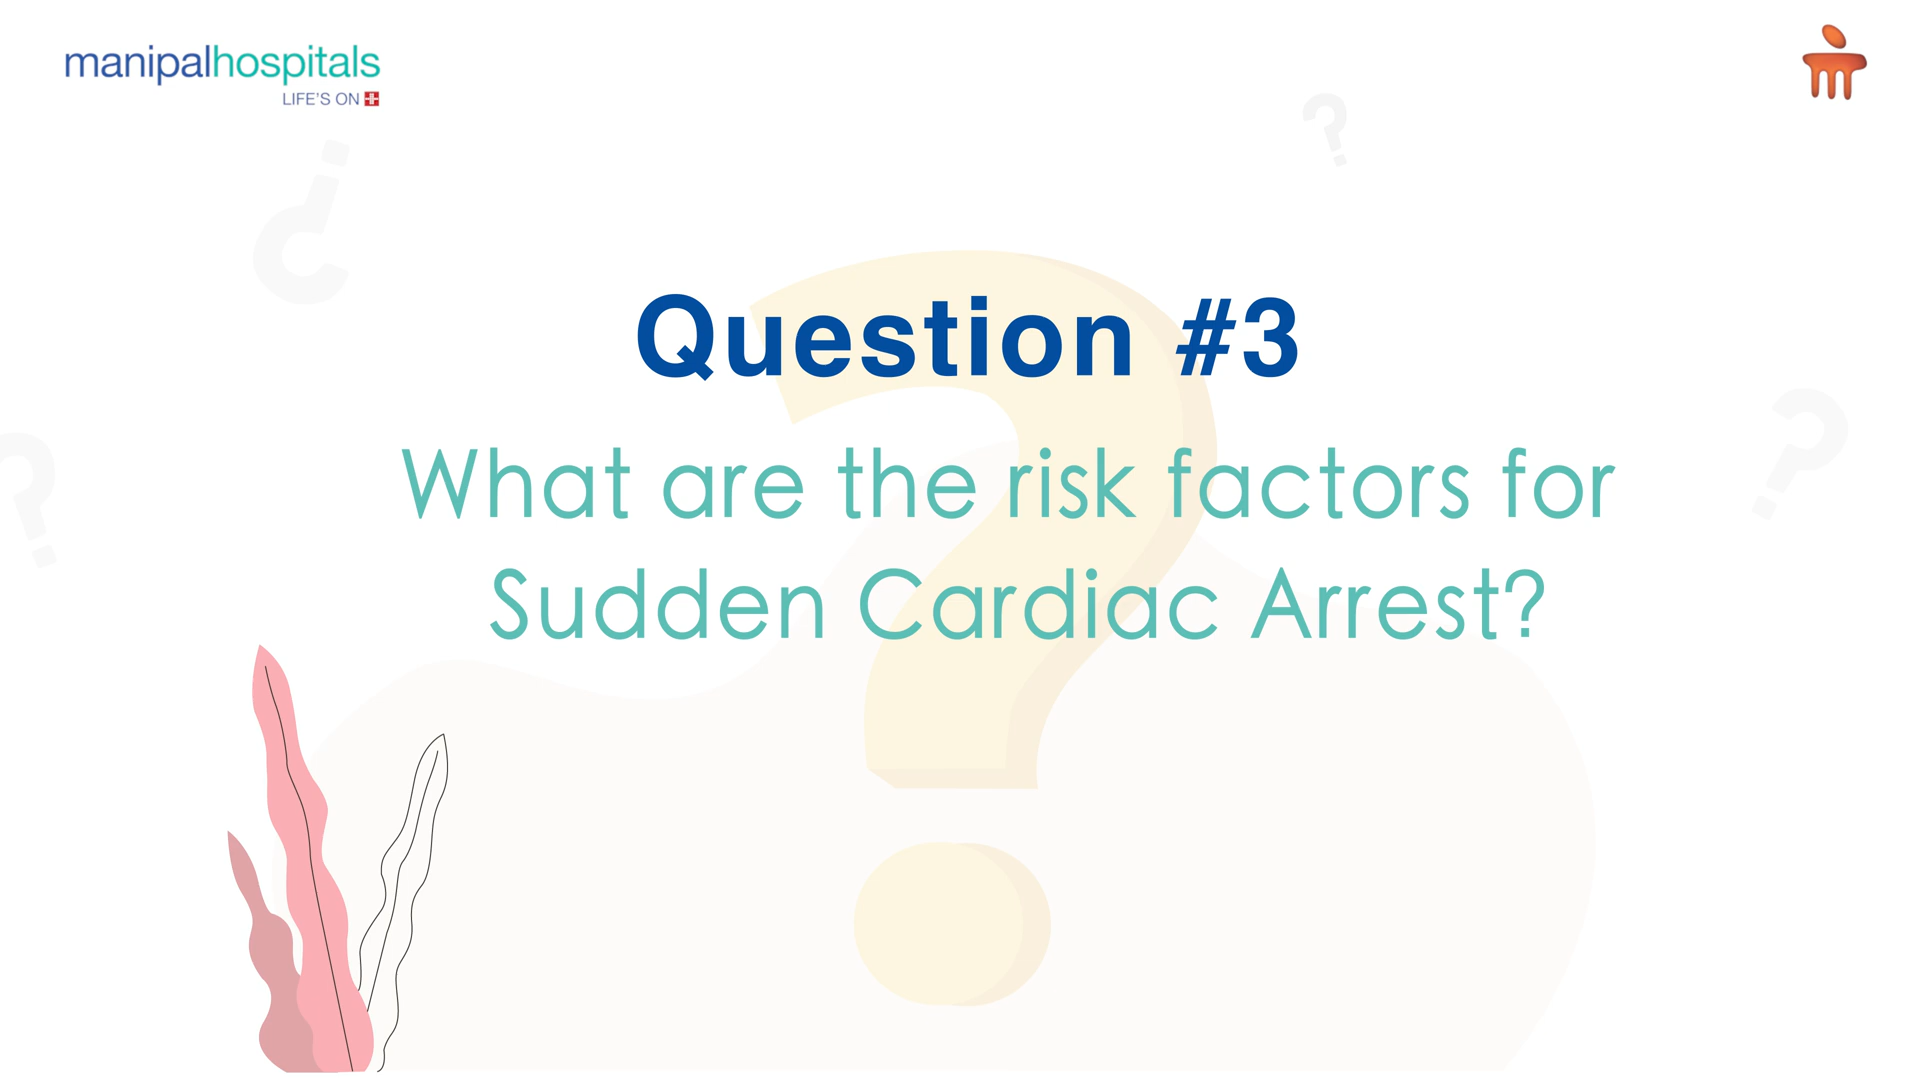 manipalhospitals
LIFE'S ON
Question #3
What are the risk factors for
Sudden Cardiac Arrest?